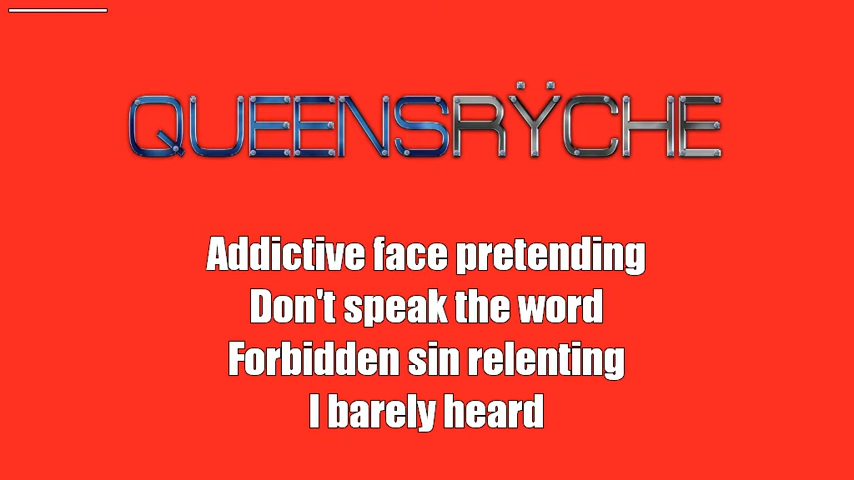 QUEENSRŸCHE
Addictive face pretending
Don't speak the word
Forbidden sin relenting
I barely heard